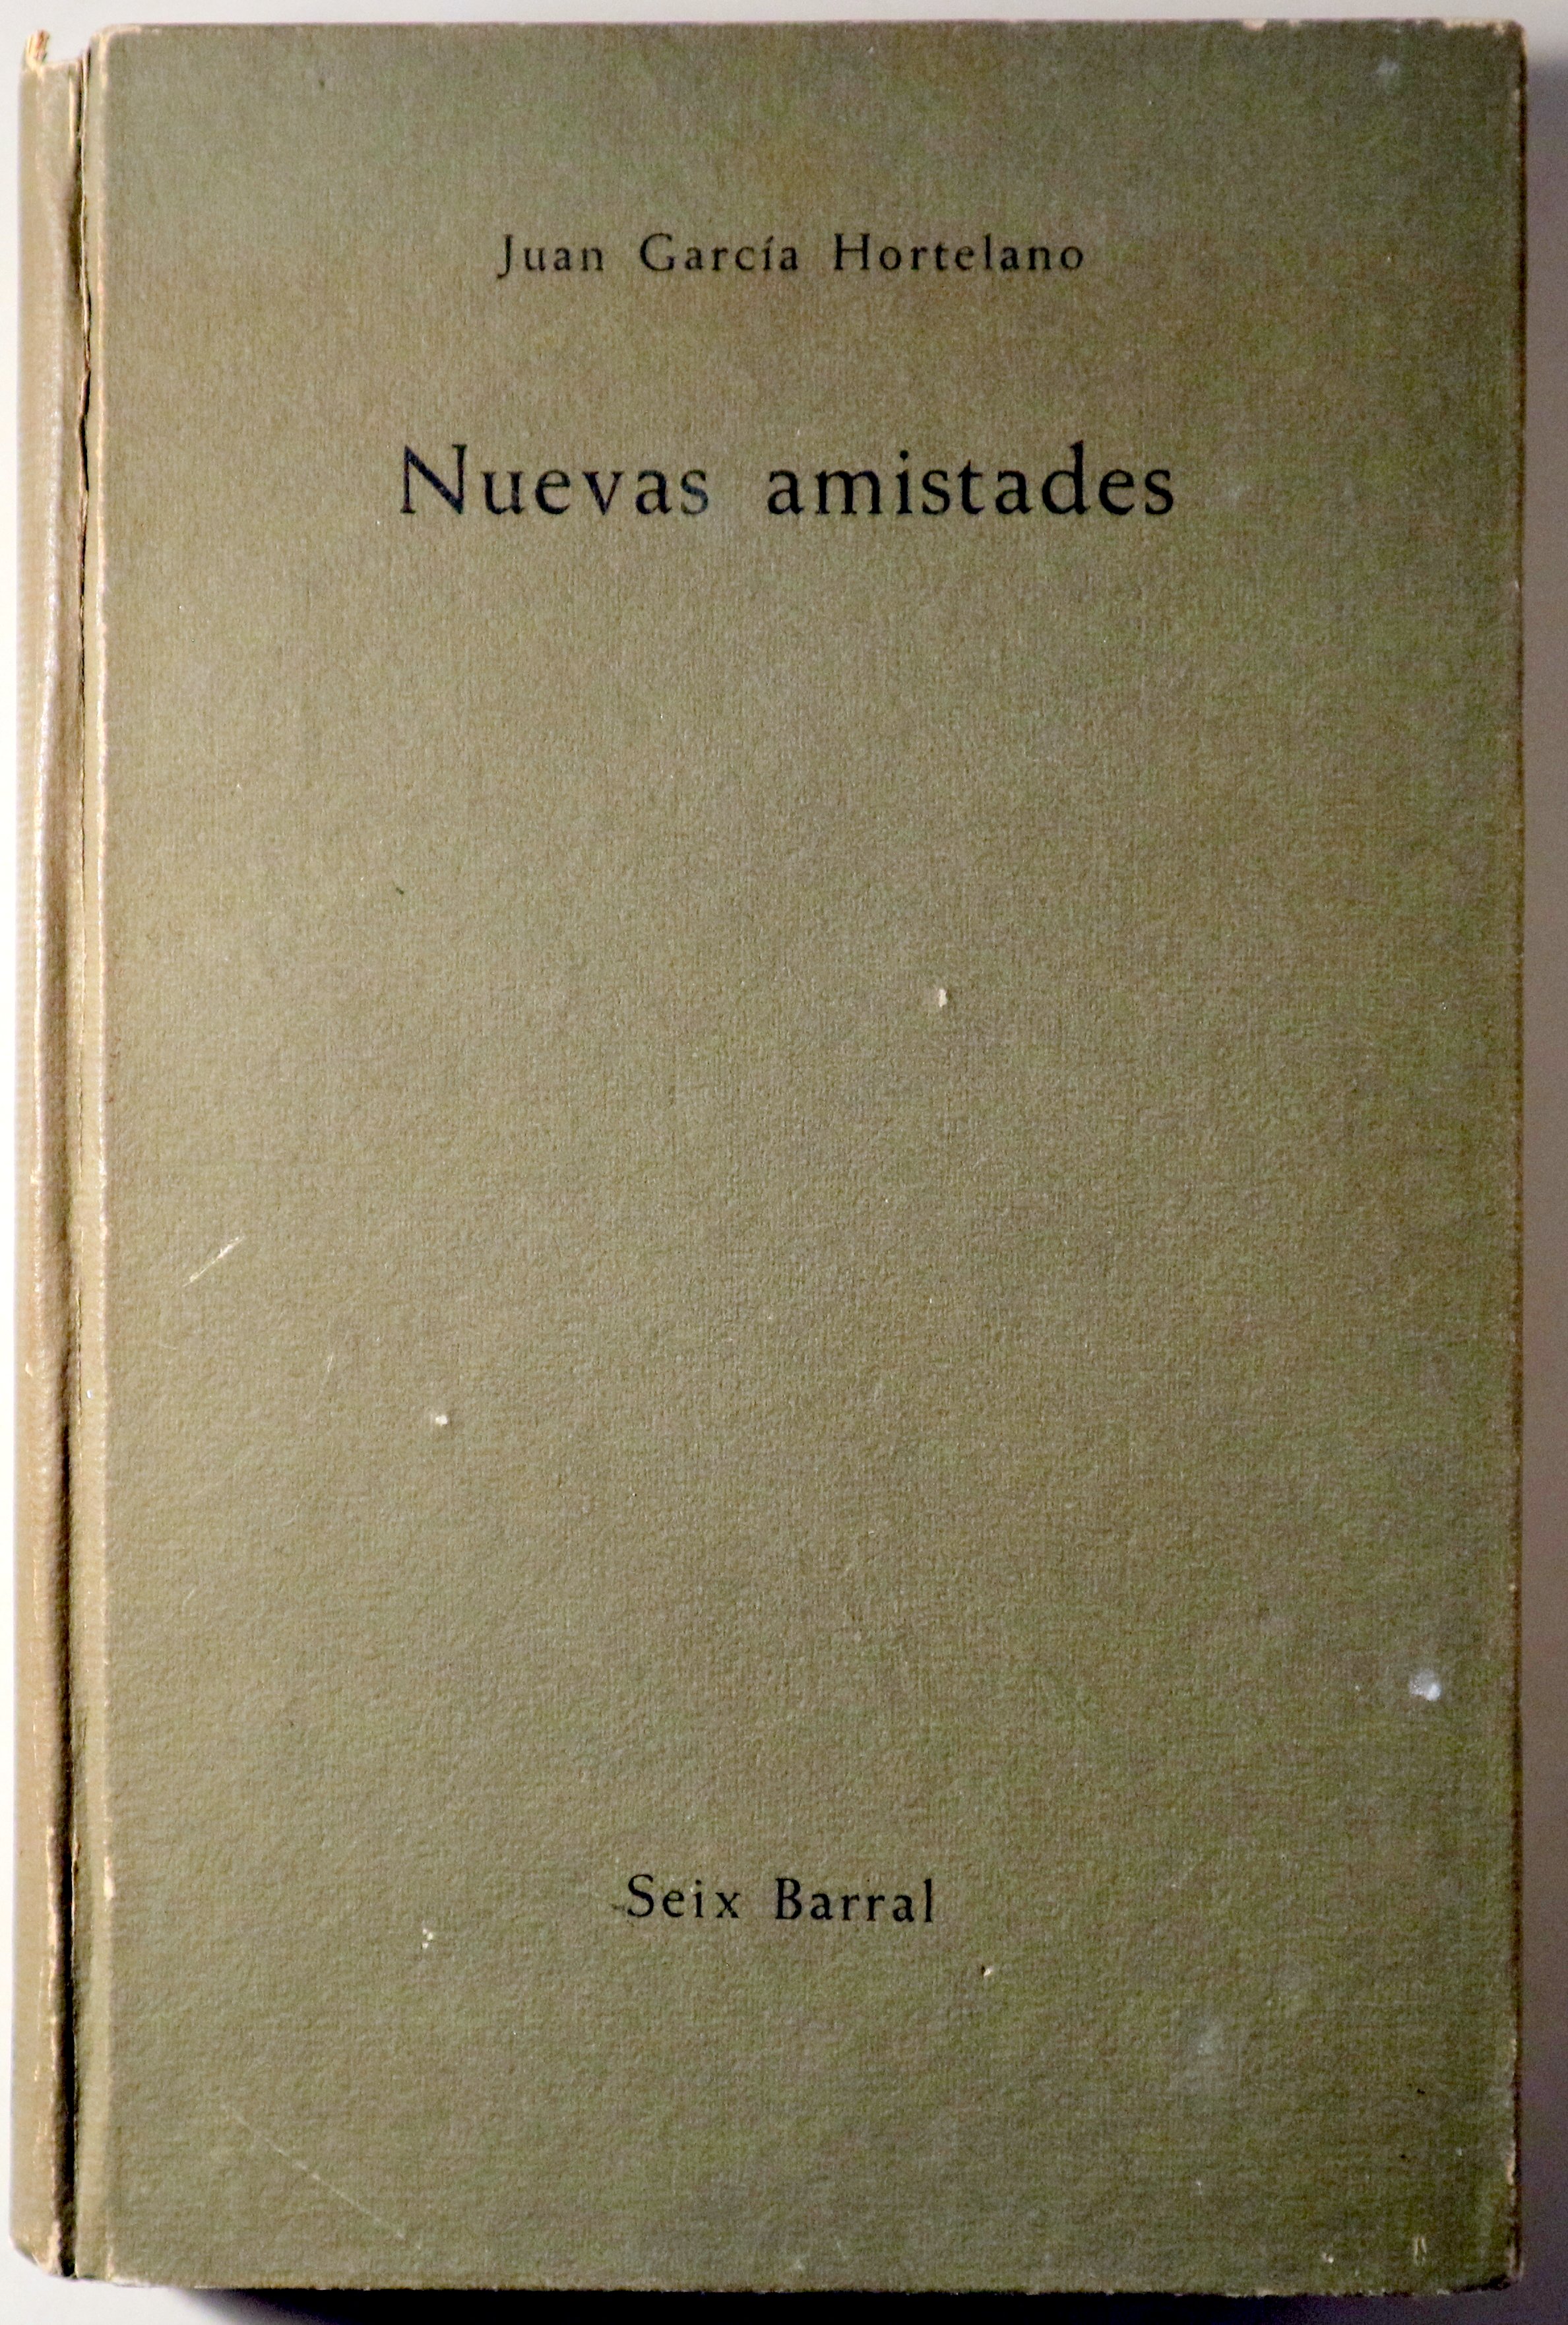 Juan García Hortelano
Nuevas amistades
Seix Barral